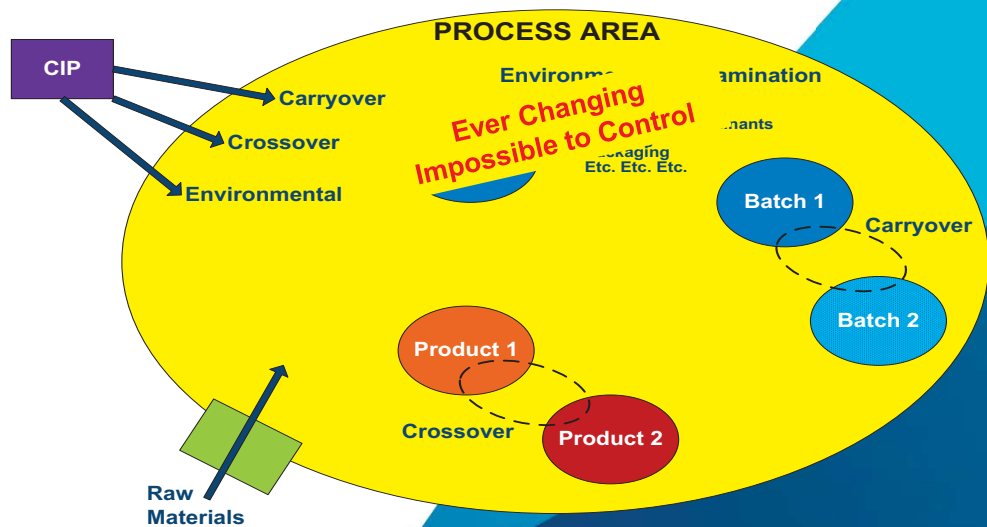 PROCESS AREA
CIP
Carryover
Crossover
Environmental
Ever Changing
Impossible to Control
Etc. Etc. Etc.
Batch 1
Carryover
Batch 2
Product 1
Crossover
Product 2
Raw
Materials